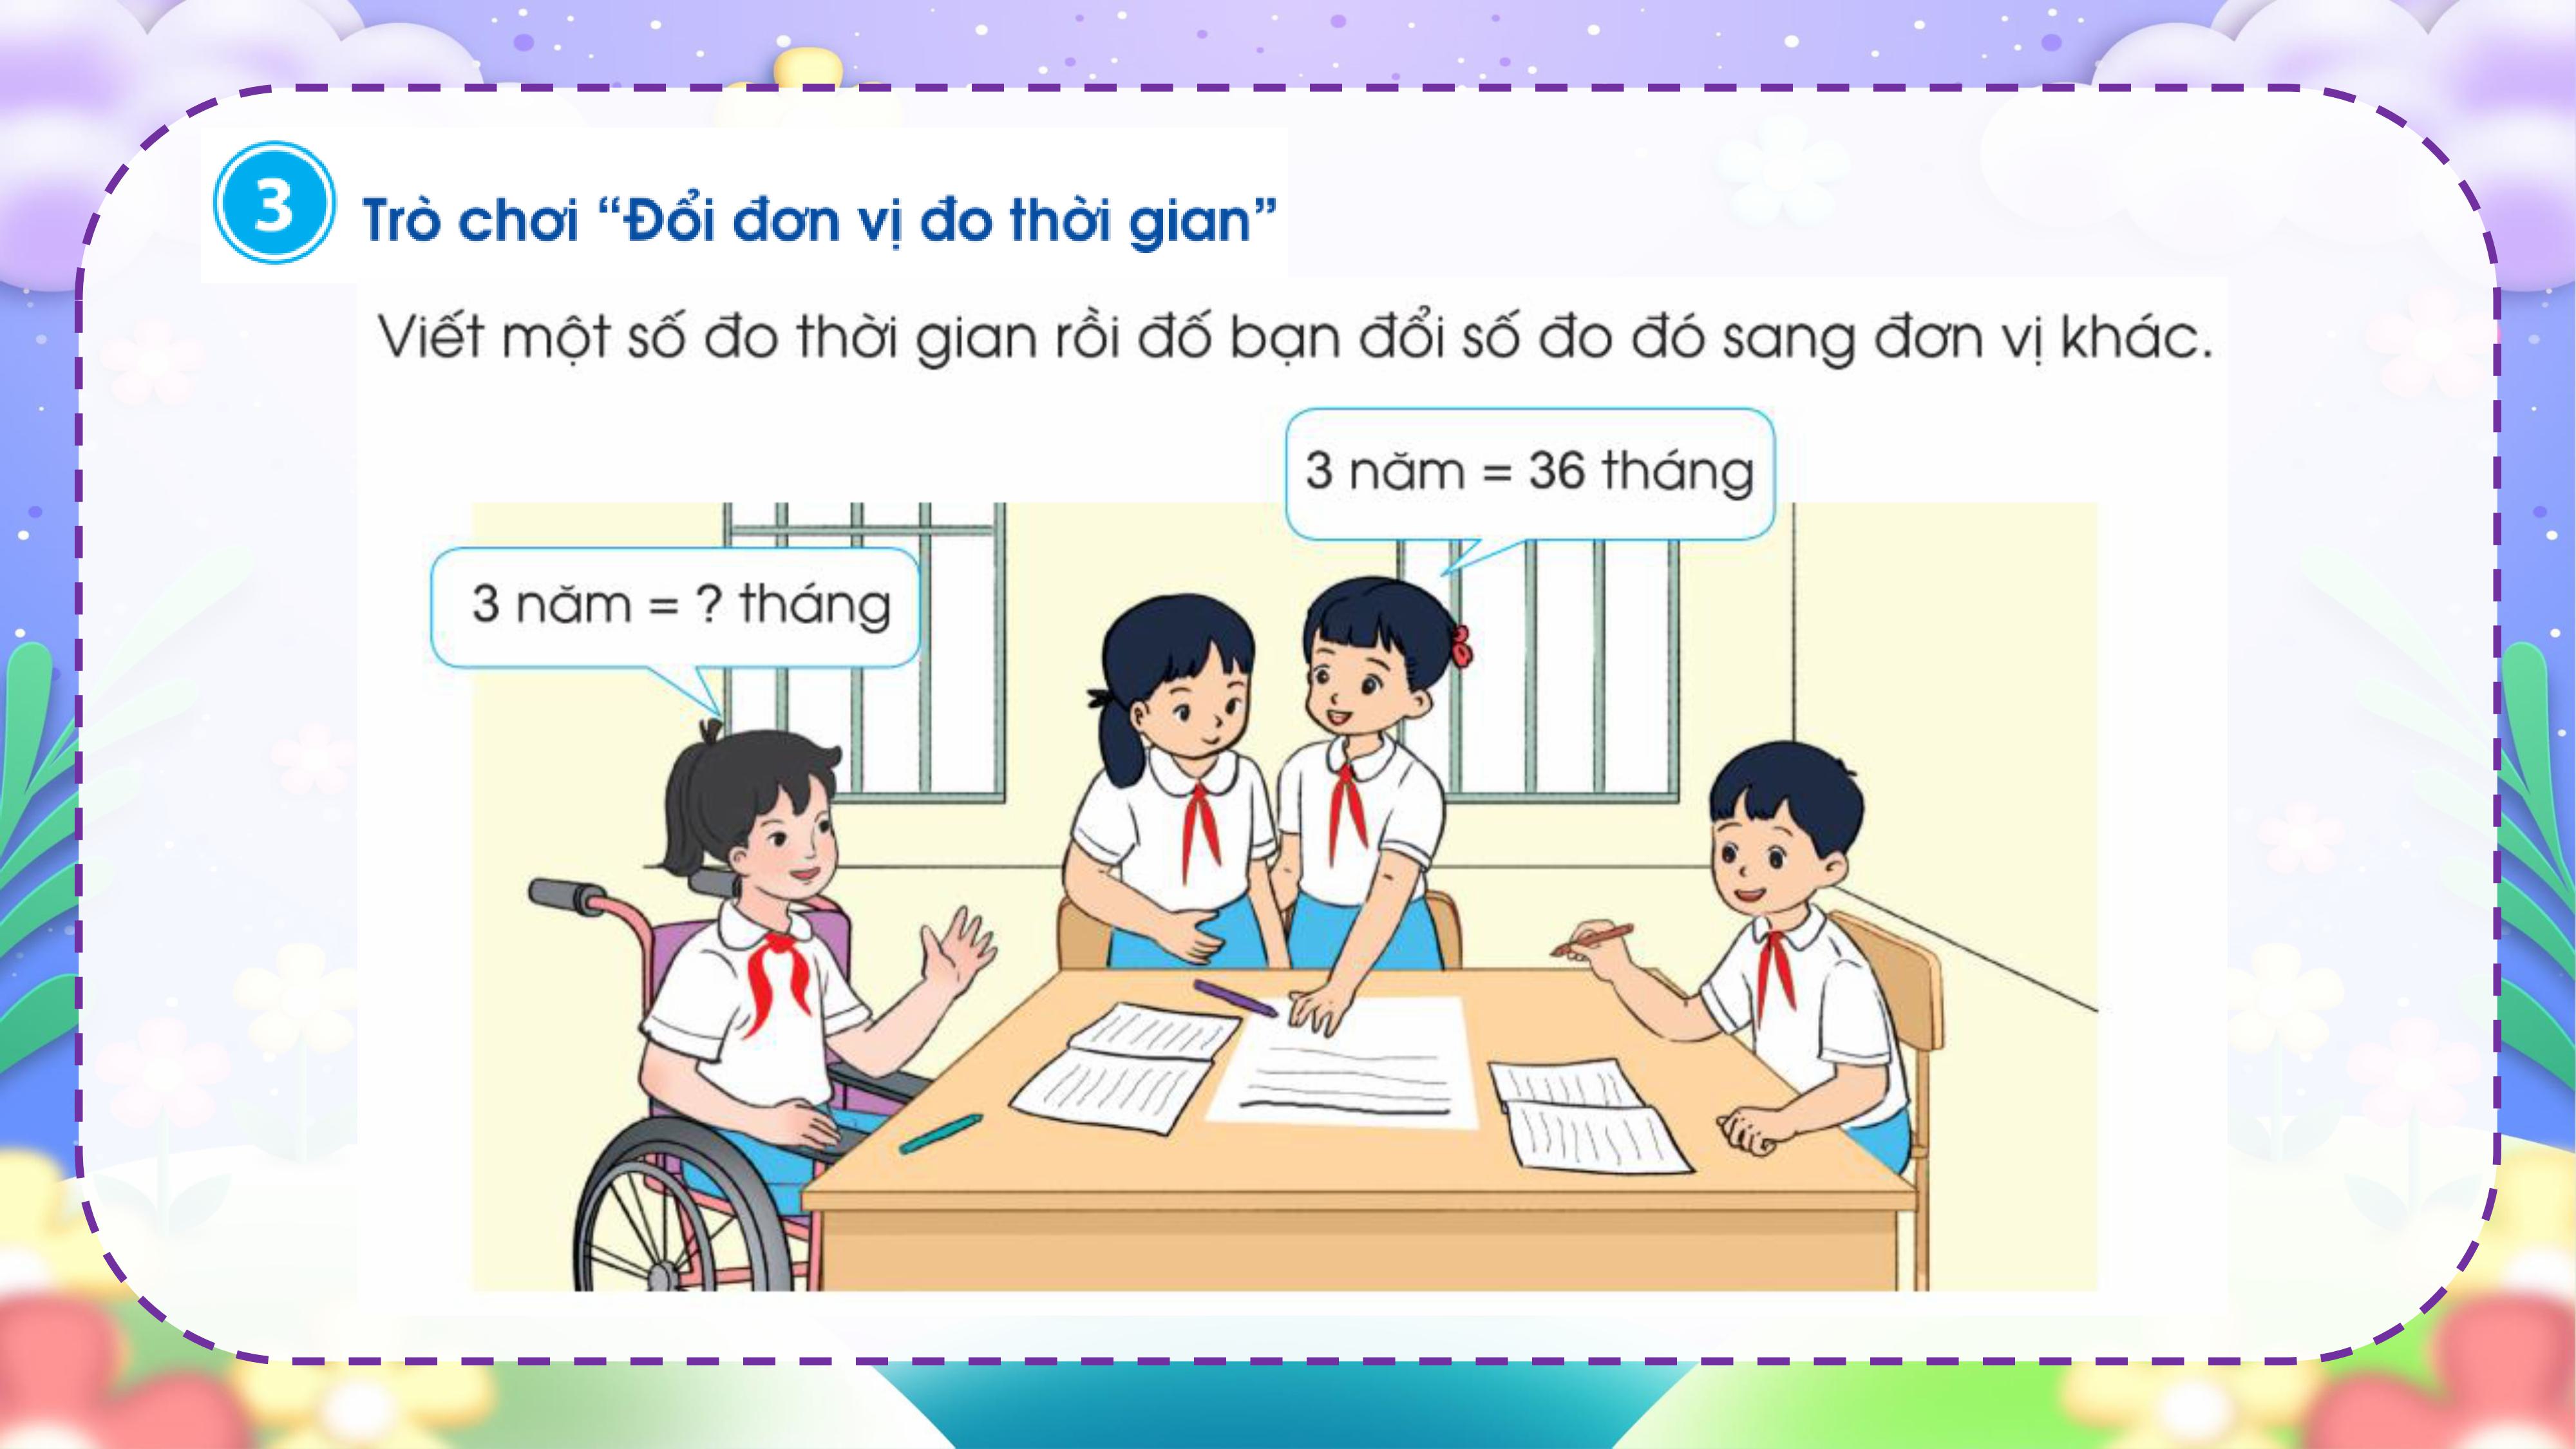 3
Trò chơi “Đổi đơn vị đo thời gian”
Viết một số đo thời gian rồi đố bạn đổi số đo đó sang đơn vị khác.
3 năm = 36 tháng
3 năm = ? tháng